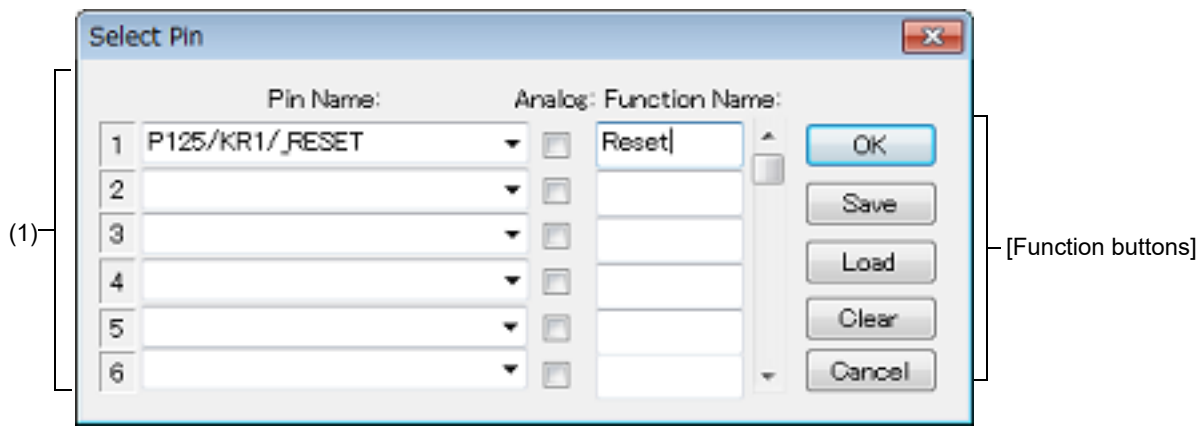 Select Pin
Pin Name: Analog: Function Name:
1 P125/KR1/_RESET Reset OK
2
Save
3
(1) [Function buttons]
Load
4
5 Clear
6 Cancel